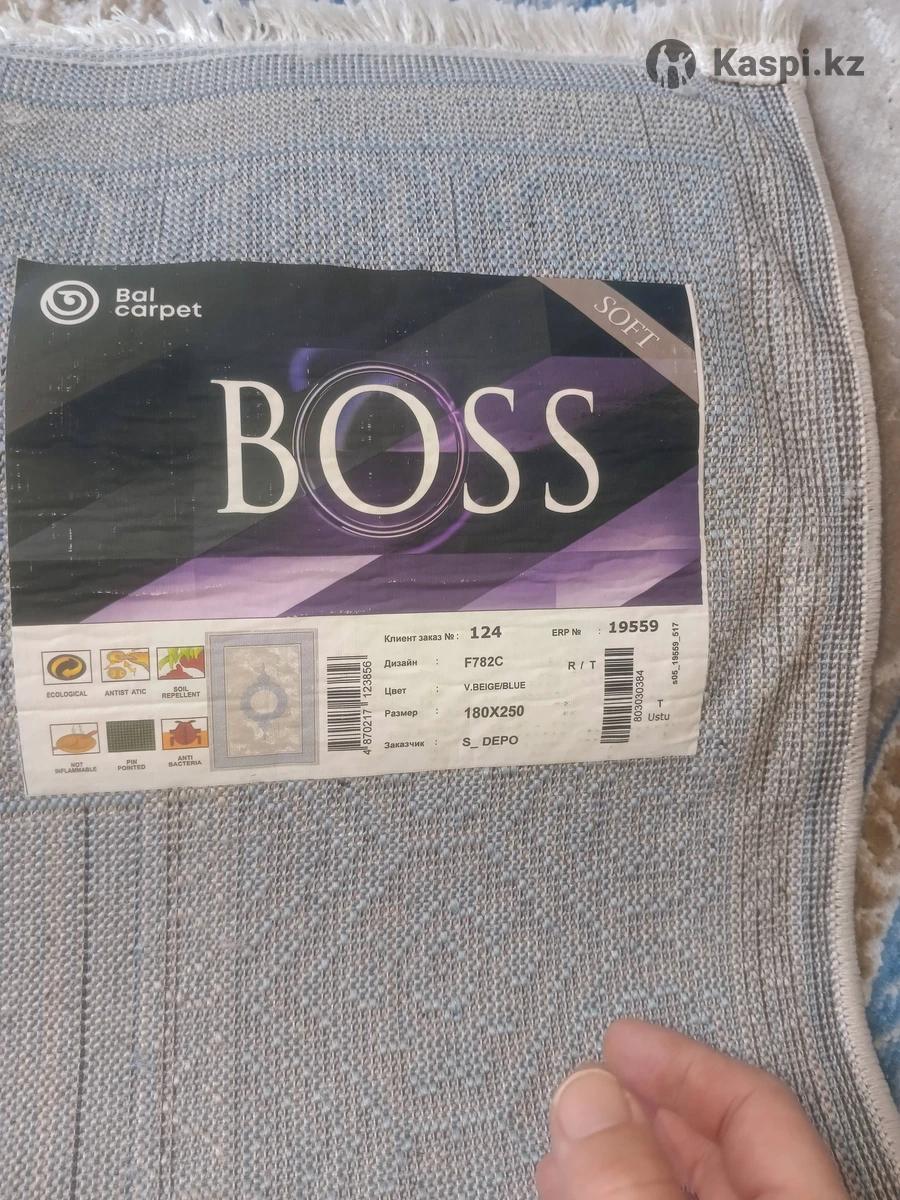 Kaspi.kz
Bal
carpet
SOFT
BOSS
Клиент заказ № : 124
ERP № : 19559
Дизайн : F782C
R / T
Цвет : V.BEIGE/BLUE
Размер : 180X250
Заказчик : S_ DEPO
ECOLOGICAL
ANTIST ATIC
SOIL
REPELLENT
NOT
INFLAMMABLE
PIN
POINTED
ANTI
BACTERIA
4 870217 123856
803030384
s05_19559_517
T
Ustu